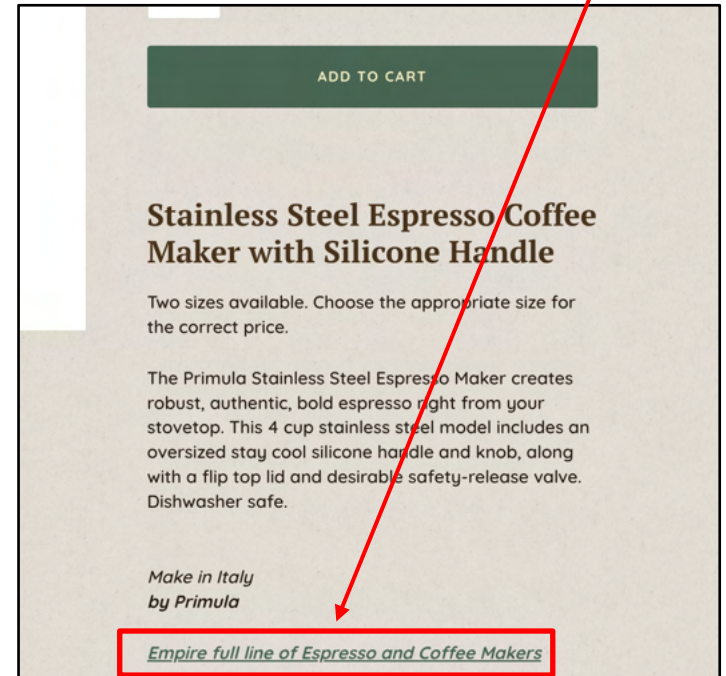 ADD TO CART
Stainless Steel Espresso Coffee
Maker with Silicone Handle
Two sizes available. Choose the appropriate size for
the correct price.
The Primula Stainless Steel Espresso Maker creates
robust, authentic, bold espresso right from your
stovetop. This 4 cup stainless steel model includes an
oversized stay cool silicone handle and knob, along
with a flip top lid and desirable safety-release valve.
Dishwasher safe.
Make in Italy
by Primula
Empire full line of Espresso and Coffee Makers